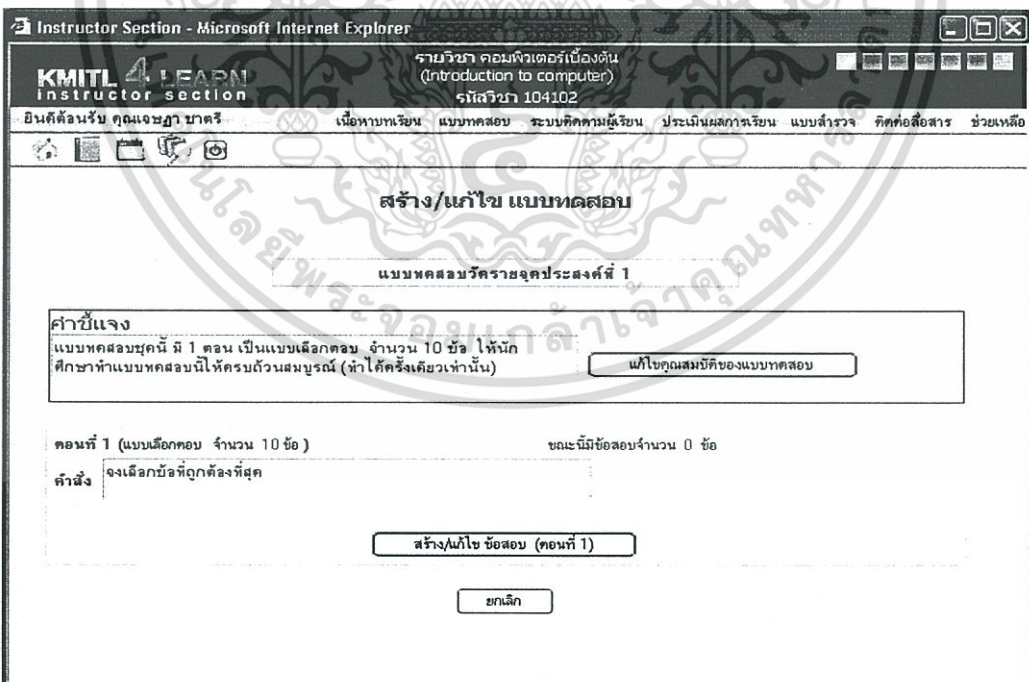 Instructor Section - Microsoft Internet Explorer
รายวิชา คอมพิวเตอร์เบื้องต้น
(Introduction to computer)
รหัสวิชา 104102
KMITL 4 LEARN
instructor section
ยินดีต้อนรับ คุณเจษฎา ชาตรี
เนื้อหาบทเรียน แบบทดสอบ ระบบติดตามผู้เรียน ประเมินผลการเรียน แบบสำรวจ ติดต่อสื่อสาร ช่วยเหลือ
สร้าง/แก้ไข แบบทดสอบ
แบบทดสอบวัดรายจุดประสงค์ที่ 1
คำชี้แจง
แบบทดสอบชุดนี้ มี 1 ตอน เป็นแบบเลือกตอบ จำนวน 10 ข้อ ให้นัก
ศึกษาทำแบบทดสอบนี้ให้ครบถ้วนสมบูรณ์ (ทำได้ครั้งเดียวเท่านั้น)
แก้ไขคุณสมบัติของแบบทดสอบ
ตอนที่ 1 (แบบเลือกตอบ จำนวน 10 ข้อ )
ขณะนี้มีข้อสอบจำนวน 0 ข้อ
คำสั่ง
จงเลือกข้อที่ถูกต้องที่สุด
สร้าง/แก้ไข ข้อสอบ (ตอนที่ 1)
ยกเลิก